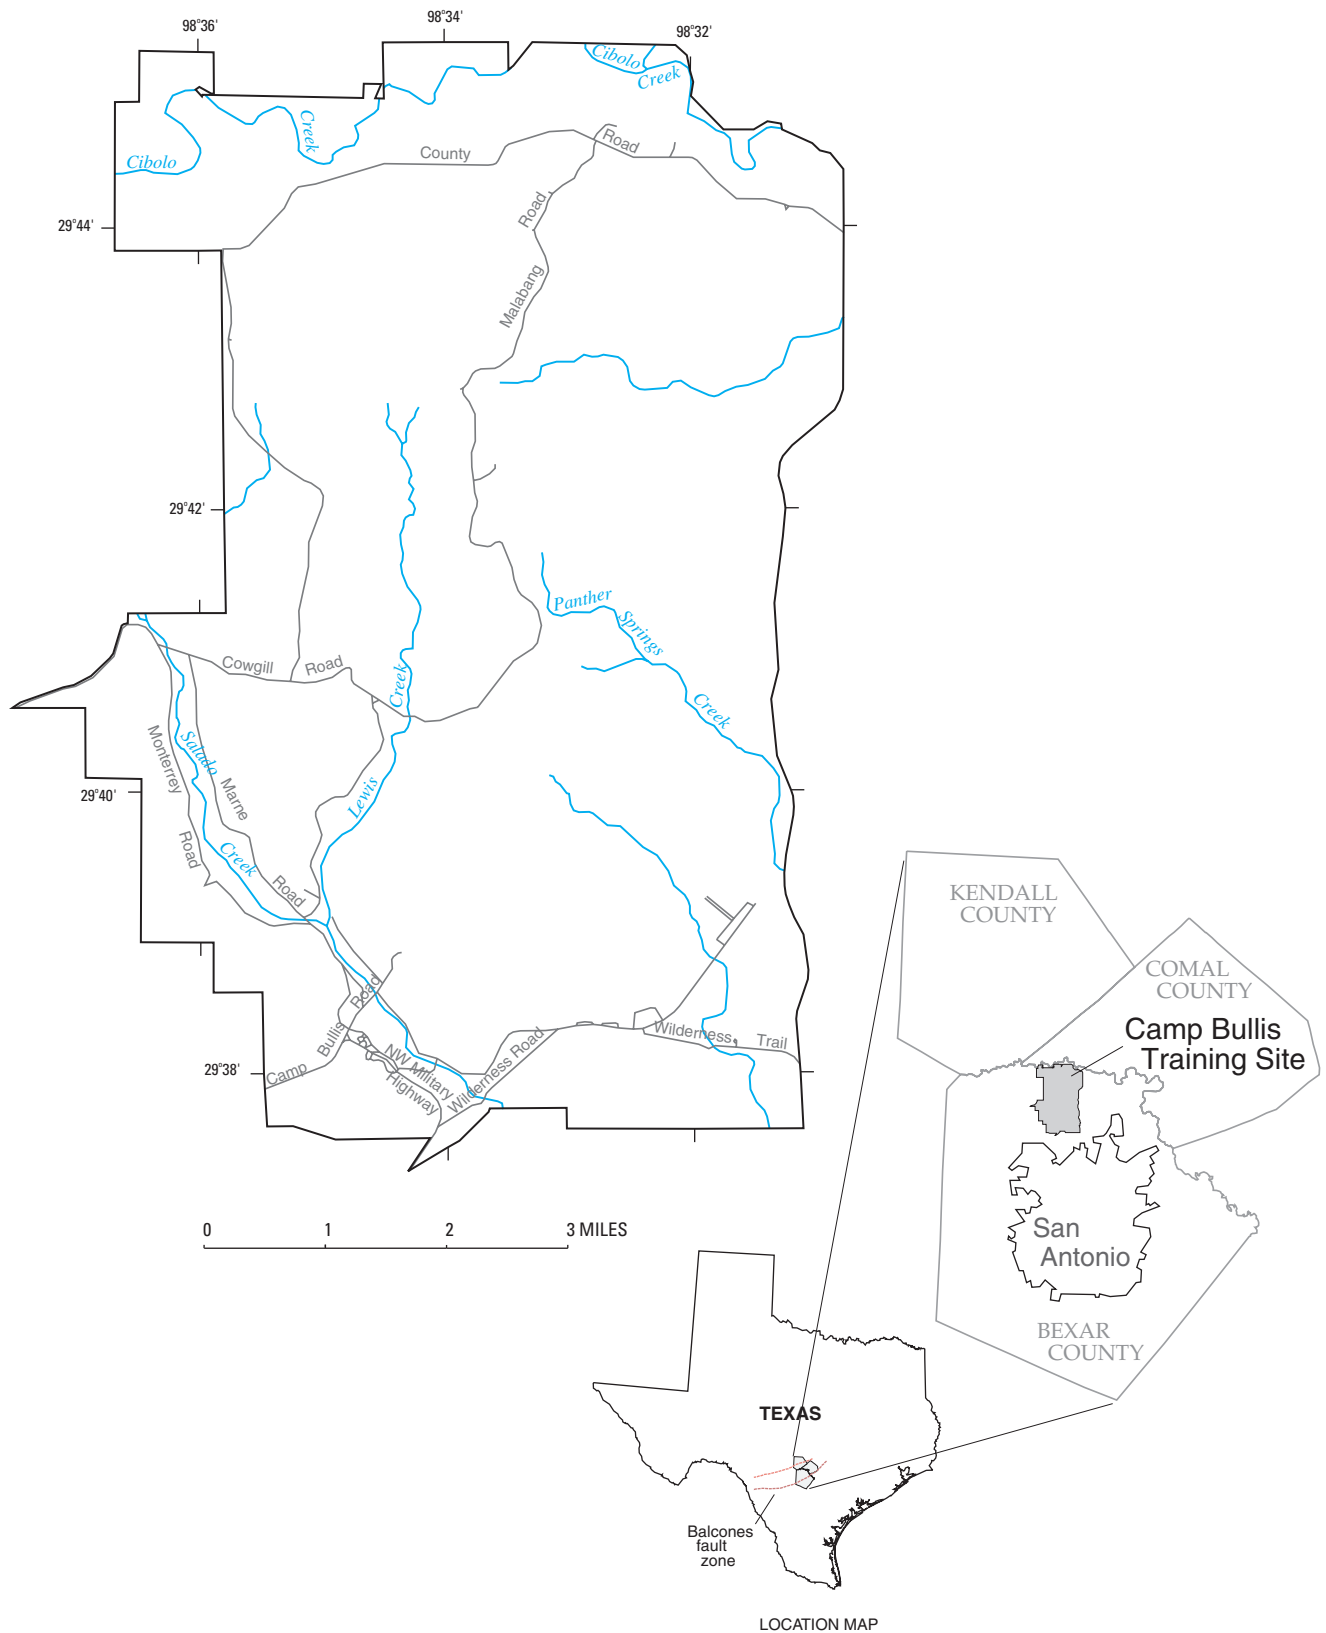 98°36'
98°34'
98°32'
Cibolo
Creek
Creek
Cibolo
County
Road
Road
Malabang
29°44'
29°42'
Panther
Springs
Creek
Cowgill
Road
Creek
Lewis
Monterrey
Road
Salado
Creek
Marne
Road
29°40'
KENDALL
COUNTY
COMAL
COUNTY
Camp Bullis
Training Site
Camp
Bullis
Road
NW Military
Highway
Wilderness Road
Wilderness
Trail
29°38'
San
Antonio
BEXAR
COUNTY
0 1 2 3 MILES
TEXAS
Balcones
fault
zone
LOCATION MAP